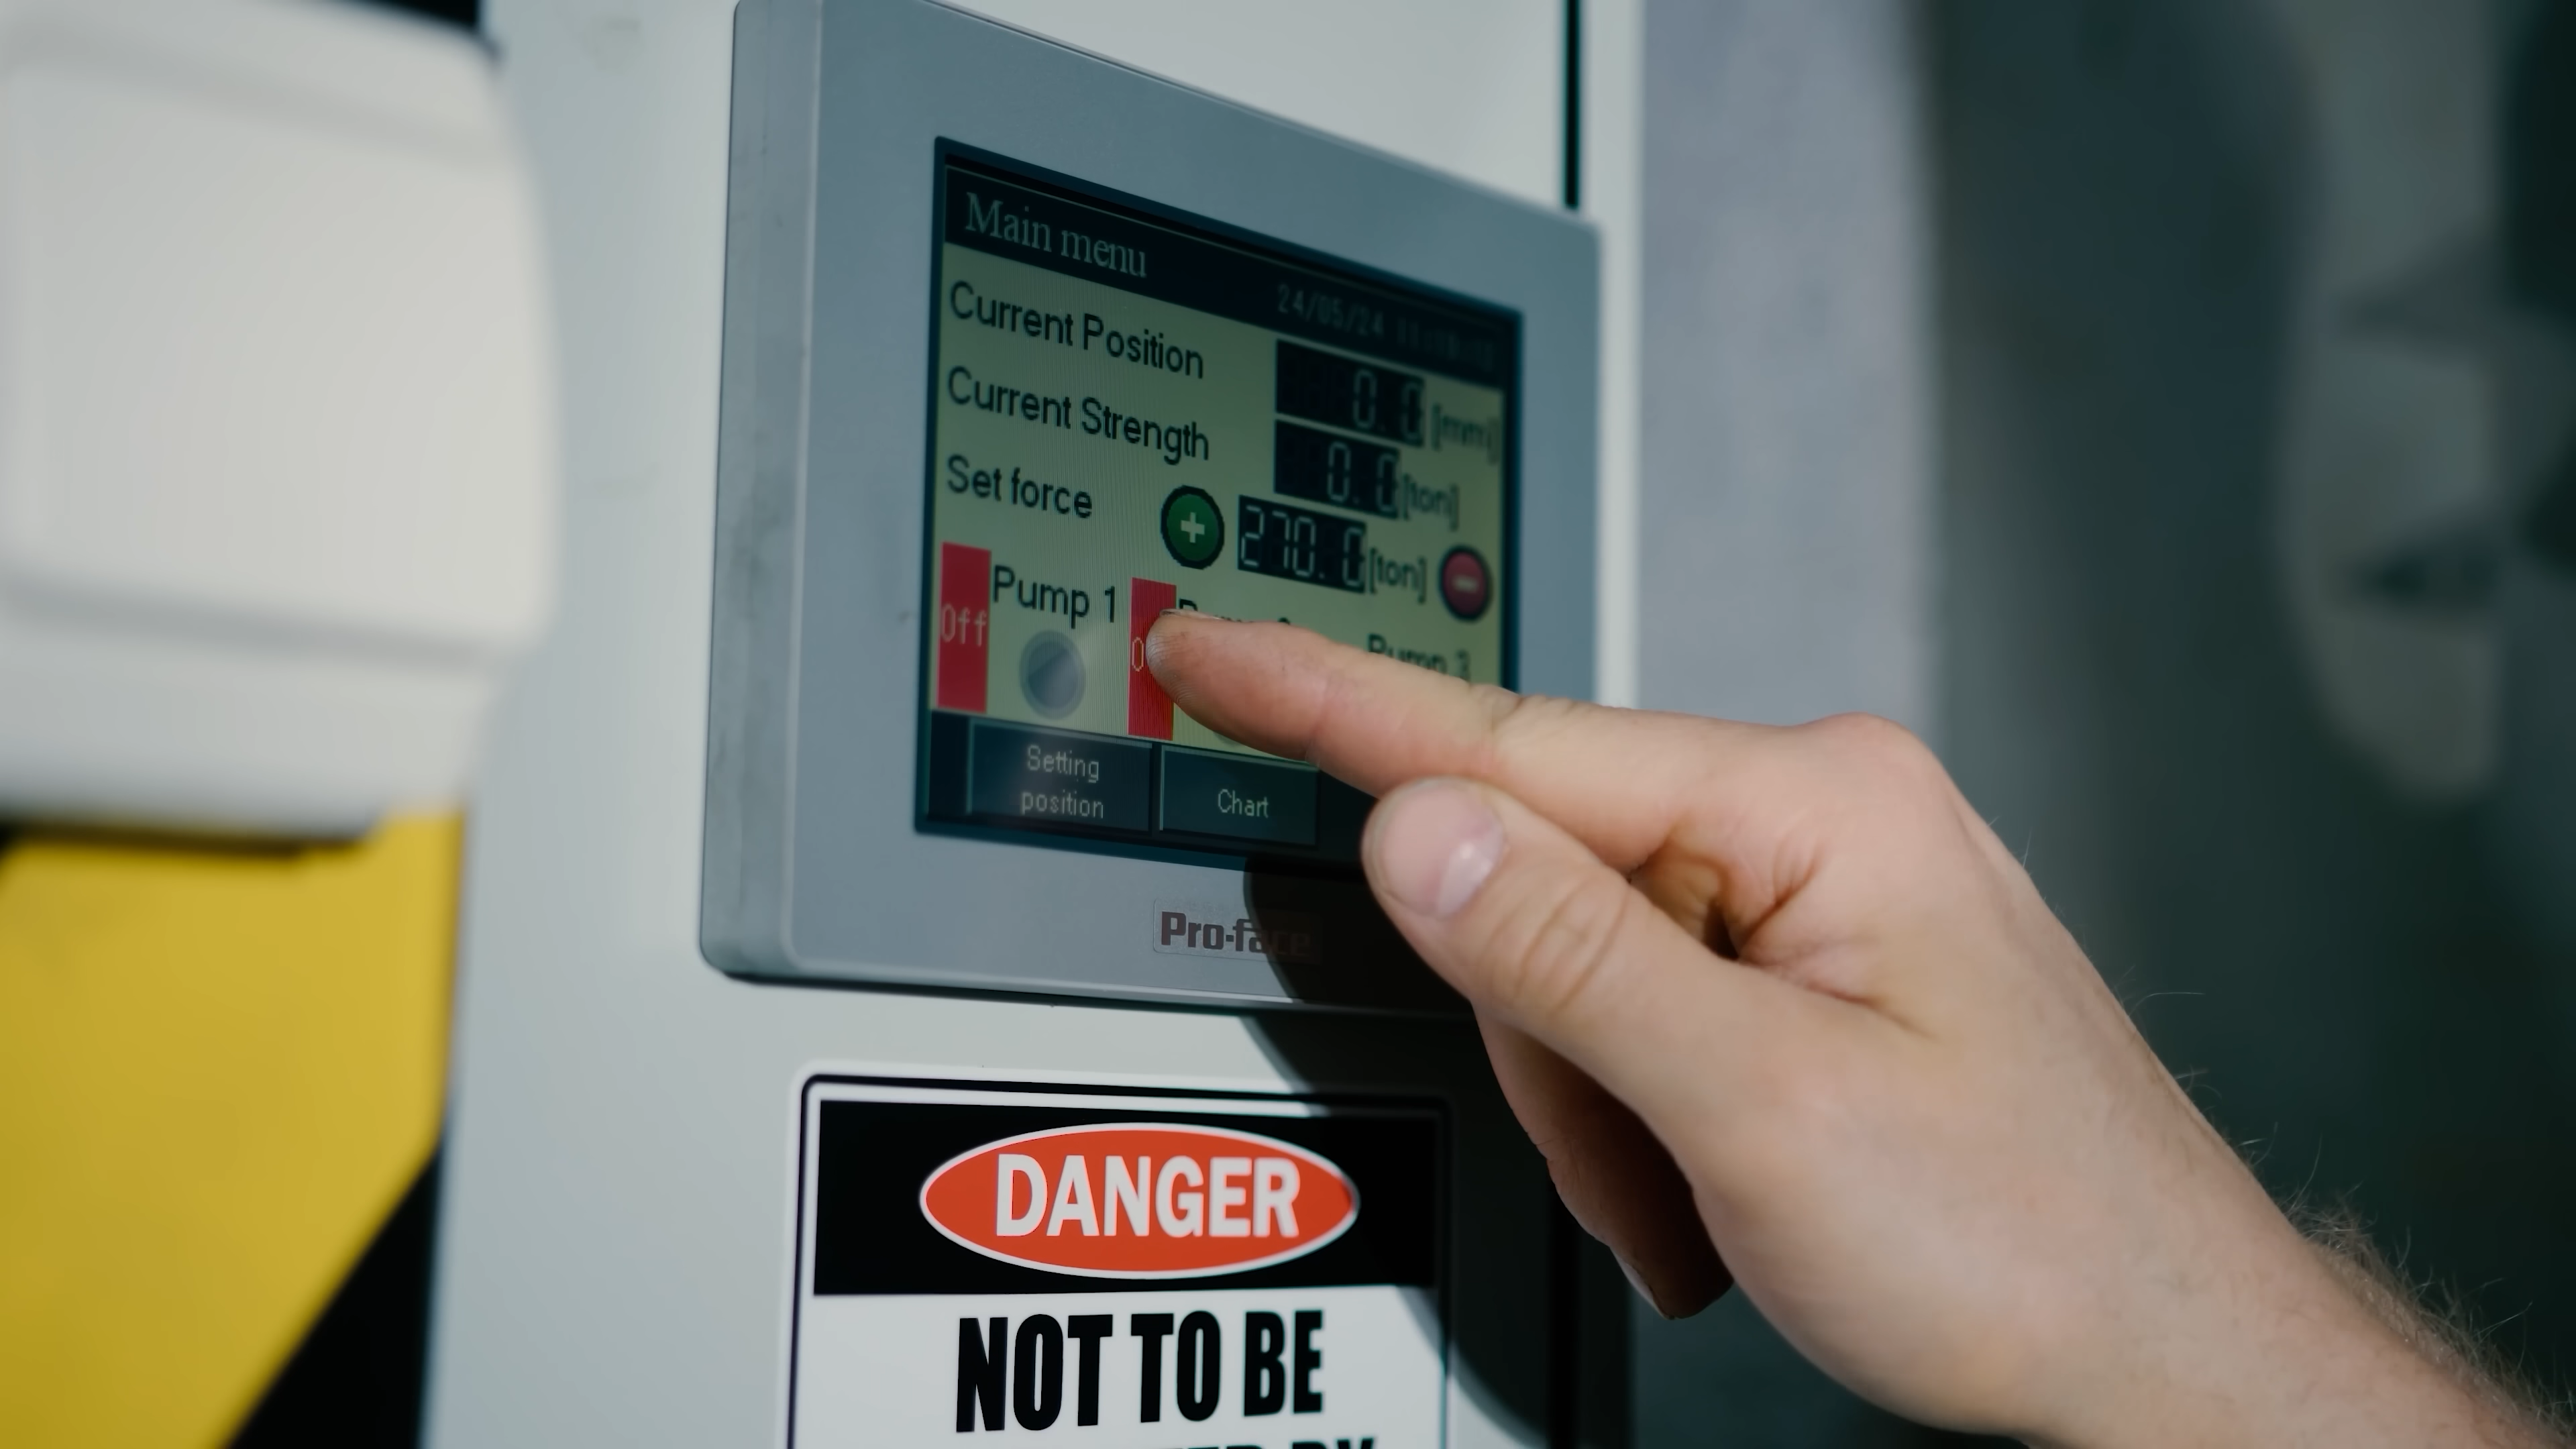 Main menu
24/05/24
Current Position 0.0 [mm]
Current Strength 0.0 [ton]
Set force + 270.0 [ton] -
Off Pump 1 Pump 3
Setting
position
Chart
Pro-face
DANGER
NOT TO BE
BY